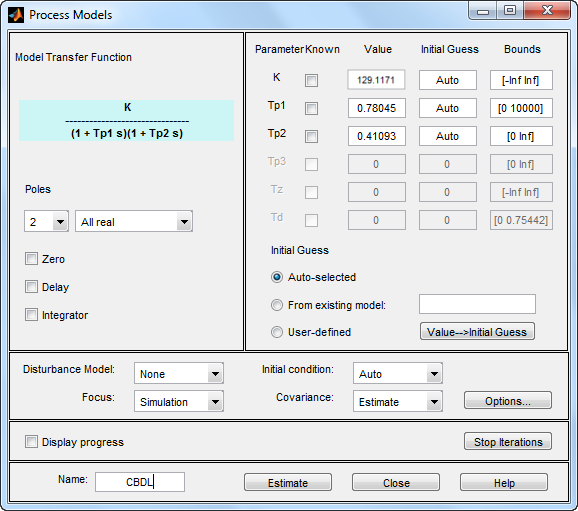 Process Models
Model Transfer Function
K
-------------------------------
(1 + Tp1 s)(1 + Tp2 s)
Poles
2 All real
Zero
Delay
Integrator
Parameter Known Value Initial Guess Bounds
K 129.1171 Auto [-Inf Inf]
Tp1 0.78045 Auto [0 10000]
Tp2 0.41093 Auto [0 Inf]
Tp3 0 0 [0 Inf]
Tz 0 0 [-Inf Inf]
Td 0 0 [0 0.75442]
Initial Guess
Auto-selected
From existing model:
User-defined Value-->Initial Guess
Disturbance Model: None Initial condition: Auto
Focus: Simulation Covariance: Estimate Options...
Display progress Stop Iterations
Name: CBDL Estimate Close Help